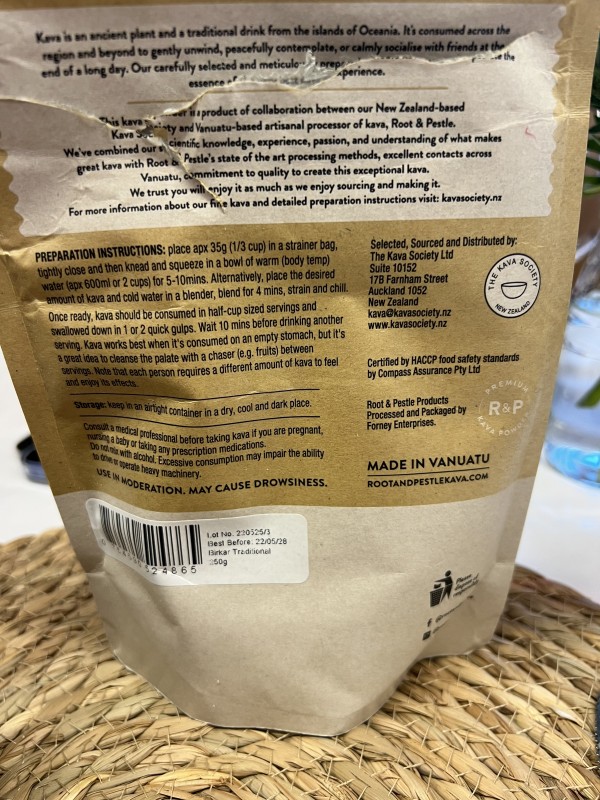 Kava is an ancient plant and a traditional drink from the islands of Oceania. It's consumed across the
region and beyond to gently unwind, peacefully contemplate, or calmly socialise with friends at the
end of a long day. Our carefully selected and the
essence
This kava product of collaboration between our New Zealand-based
Kava and Vanuatu-based artisanal processor of kava, Root & Pestle.
We've combined our scientific knowledge, experience, passion, and understanding of what makes
great kava with Root & Pestle's state of the art processing methods, excellent contacts across
Vanuatu, commitment to quality to create this exceptional kava.
We trust you will enjoy it as much as we enjoy sourcing and making it.
For more information about our fine kava and detailed preparation instructions visit: kavasociety.nz
PREPARATION INSTRUCTIONS: place apx 35g (1/3 cup) in a strainer bag,
tightly close and then knead and squeeze in a bowl of warm (body temp)
water (apx 600ml or 2 cups) for 5-10mins. Alternatively, place the desired
amount of kava and cold water in a blender, blend for 4 mins, strain and chill.
Once ready, kava should be consumed in half-cup sized servings and
swallowed down in 1 or 2 quick gulps. Wait 10 mins before drinking another
serving. Kava works best when it's consumed on an empty stomach, but it's
a great idea to cleanse the palate with a chaser (e.g. fruits) between
servings. Note that each person requires a different amount of kava to feel
and enjoy its effects.
Storage: keep in an airtight container in a dry, cool and dark place.
Consult a medical professional before taking kava if you are pregnant,
nursing a baby or taking any prescription medications.
Do not mix with alcohol. Excessive consumption may impair the ability
to drive or operate heavy machinery.
USE IN MODERATION. MAY CAUSE DROWSINESS.
Selected, Sourced and Distributed by:
The Kava Society Ltd
Suite 10152
17B Farnham Street
Auckland 1052
New Zealand
kava@kavasociety.nz
www.kavasociety.nz
THE KAVA SOCIETY
NEW ZEALAND
Certified by HACCP food safety standards
by Compass Assurance Pty Ltd
Root & Pestle Products
Processed and Packaged by
Forney Enterprises.
PREMIUM
R&P
KAVA
MADE IN VANUATU
ROOTANDPESTLEKAVA.COM
Lot No: 220525/3
Best Before: 22/05/28
Birkar Traditional
250g
24865
Please
dispose of